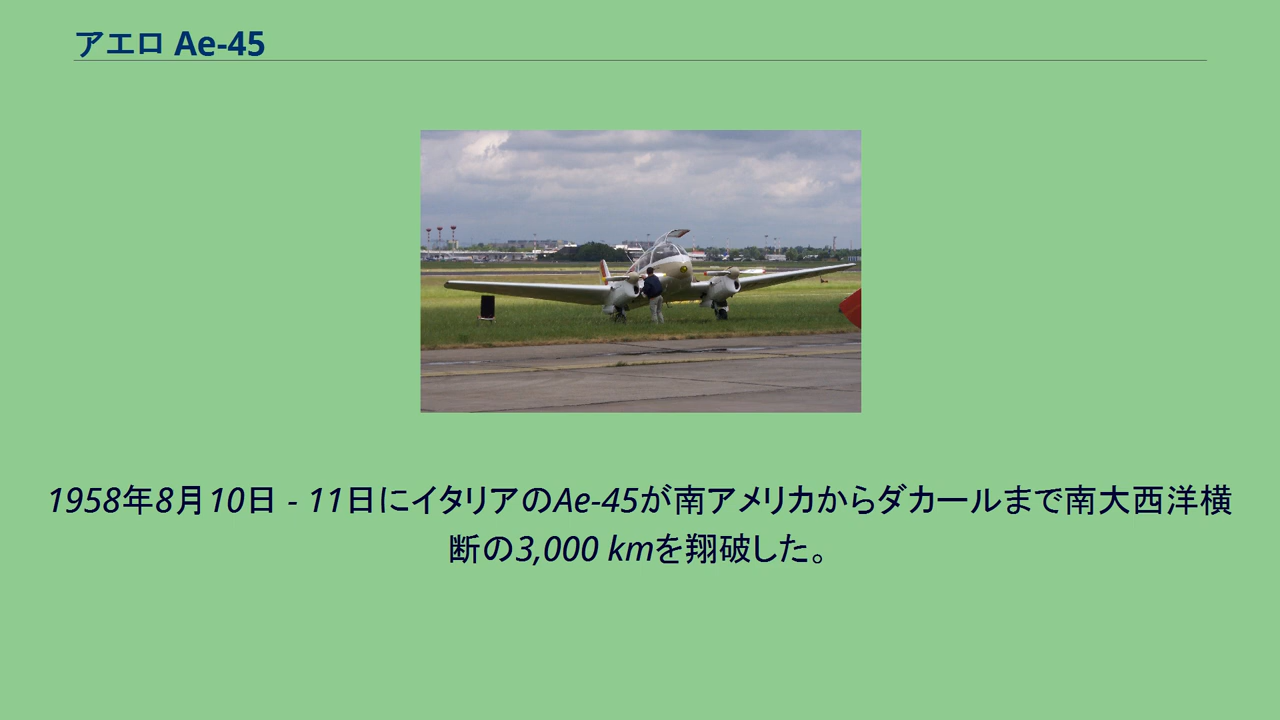 アエロ Ae-45
1958年8月10日 - 11日にイタリアのAe-45が南アメリカからダカールまで南大西洋横
断の3,000 kmを翔破した。